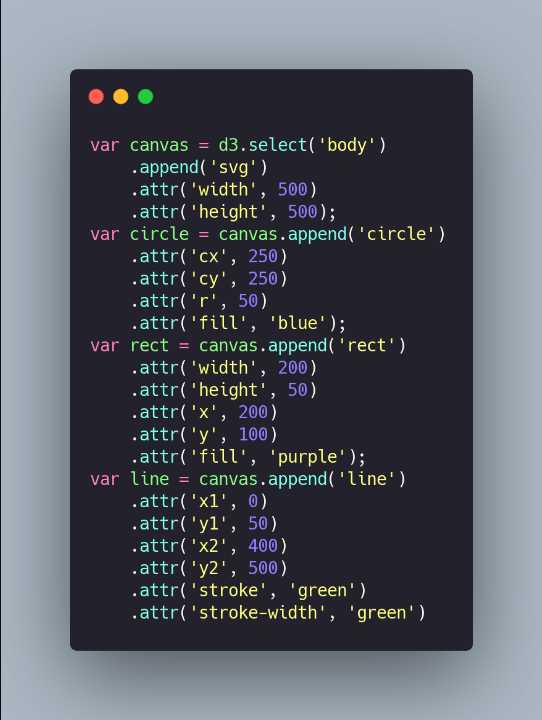 var canvas = d3.select('body')
    .append('svg')
    .attr('width', 500)
    .attr('height', 500);
var circle = canvas.append('circle')
    .attr('cx', 250)
    .attr('cy', 250)
    .attr('r', 50)
    .attr('fill', 'blue');
var rect = canvas.append('rect')
    .attr('width', 200)
    .attr('height', 50)
    .attr('x', 200)
    .attr('y', 100)
    .attr('fill', 'purple');
var line = canvas.append('line')
    .attr('x1', 0)
    .attr('y1', 50)
    .attr('x2', 400)
    .attr('y2', 500)
    .attr('stroke', 'green')
    .attr('stroke-width', 'green')